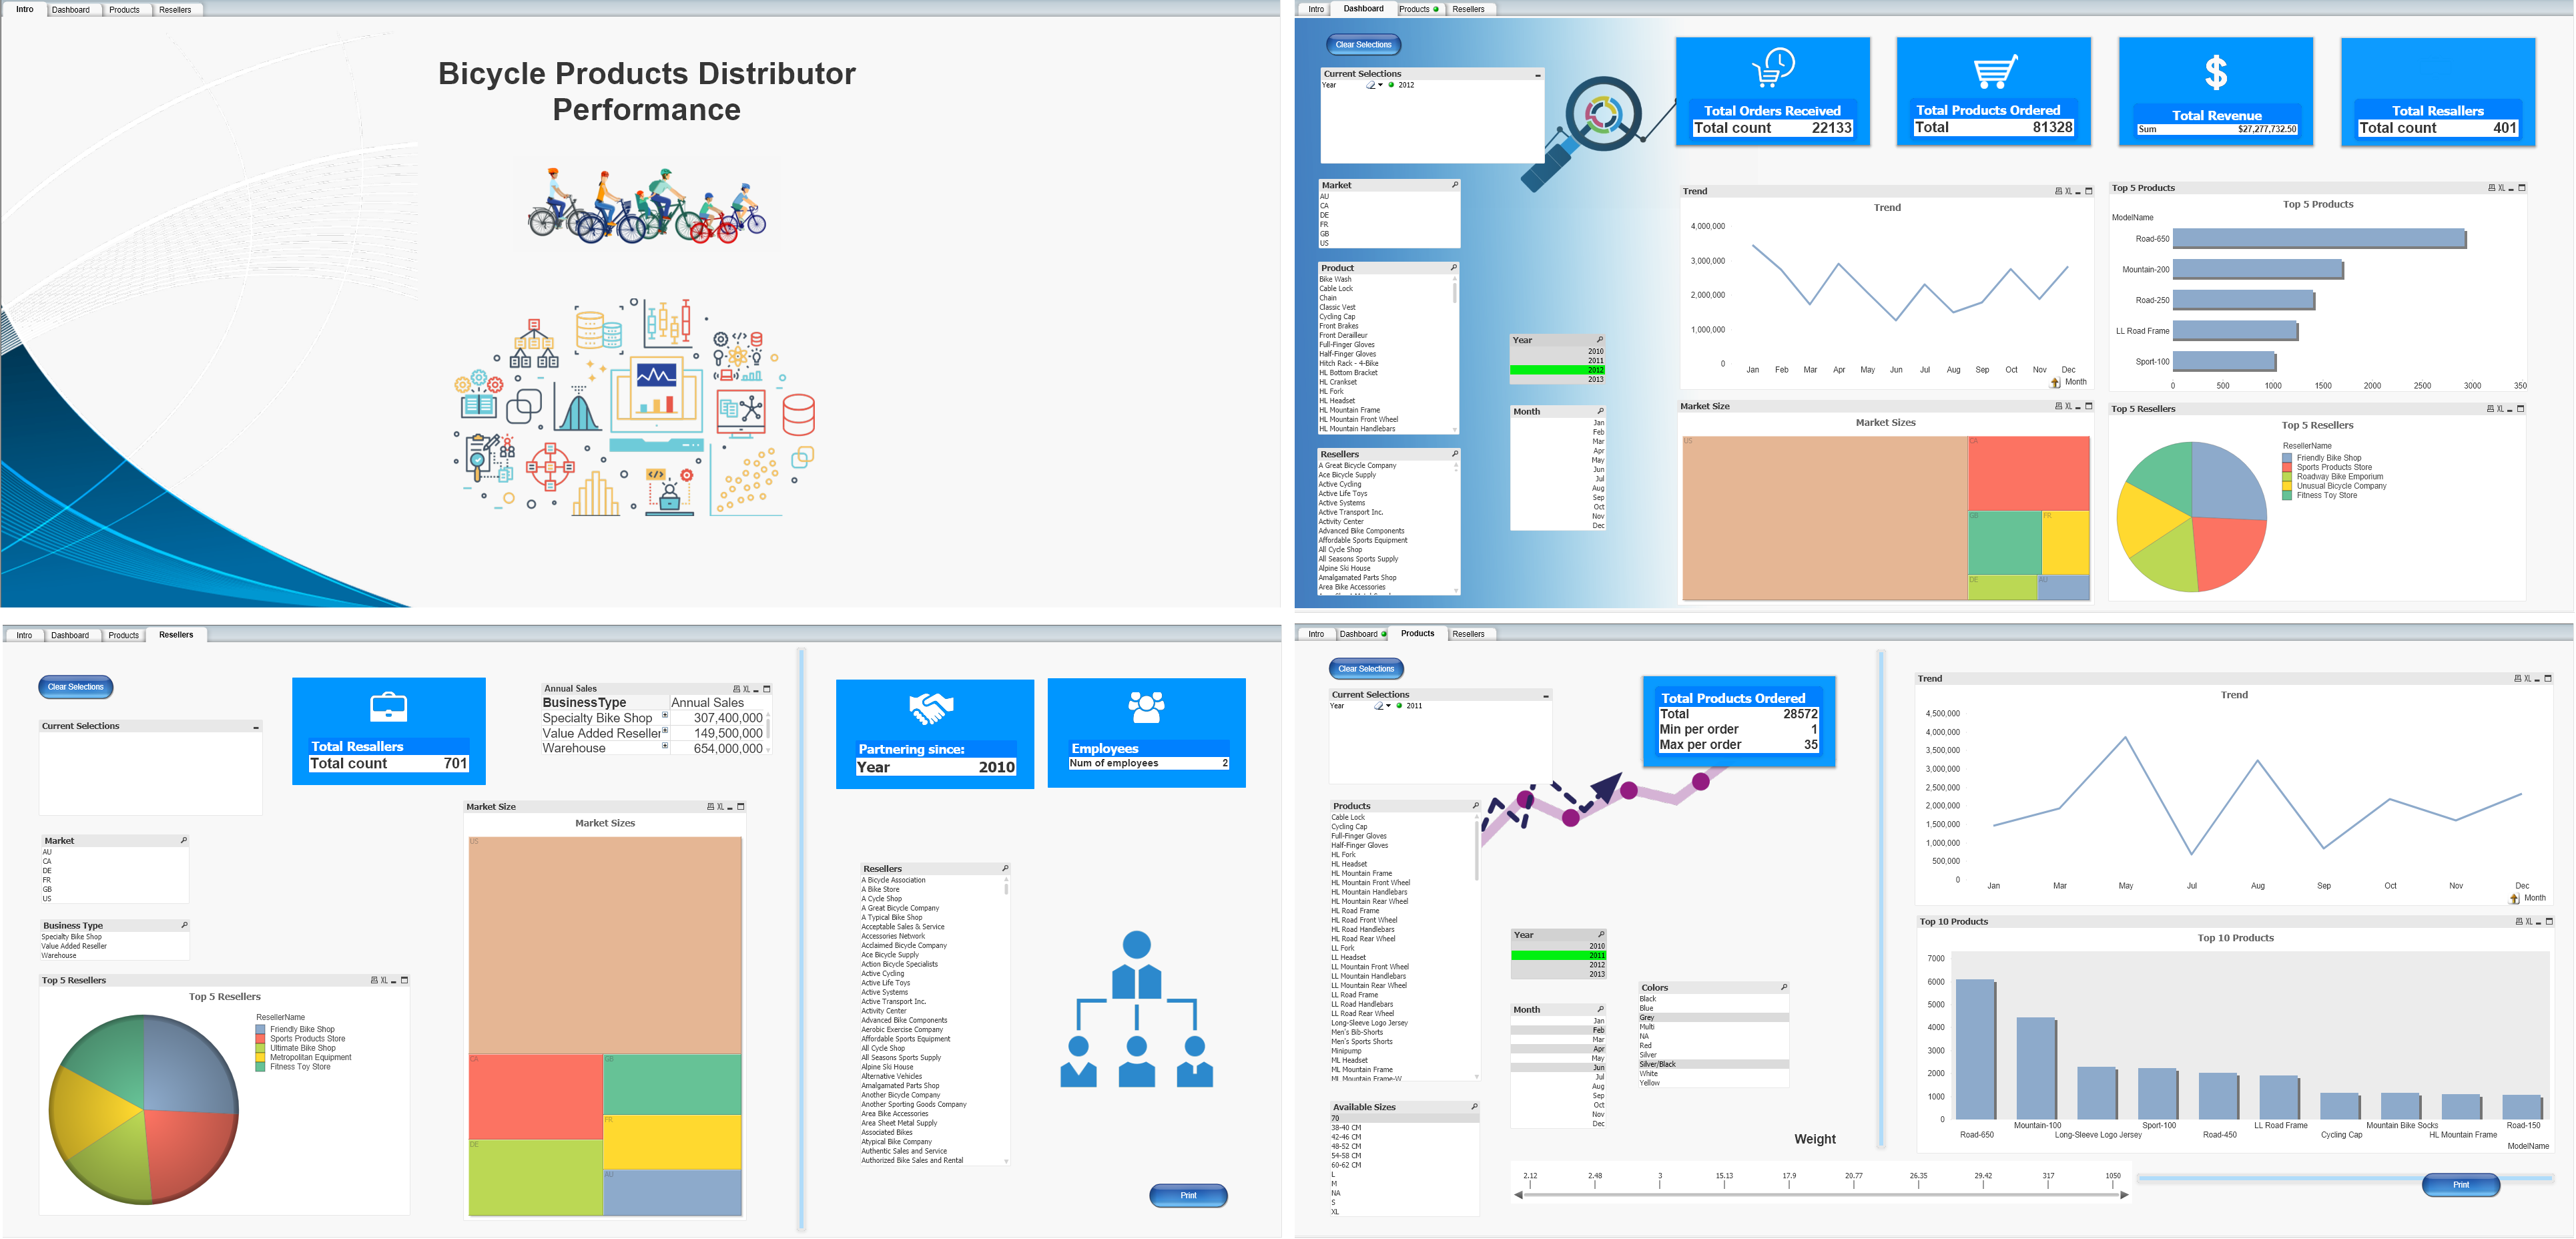 Intro
Dashboard
Products
Resellers
Bicycle Products Distributor
Performance
Intro
Dashboard
Products
Resellers
Clear Selections
Current Selections
Year
2012
Total Orders Received
Total count 22133
Total Products Ordered
Total 81328
Total Revenue
Sum $27,277,732.50
Total Resallers
Total count 401
Market
AU
CA
DE
FR
GB
US
Product
Bike Wash
Cable Lock
Chain
Classic Vest
Cycling Cap
Front Brakes
Front Derailleur
Full-Finger Gloves
Half-Finger Gloves
Hitch Rack - 4-Bike
HL Bottom Bracket
HL Crankset
HL Fork
HL Headset
HL Mountain Frame
HL Mountain Front Wheel
HL Mountain Handlebars
Resellers
A Great Bicycle Company
Ace Bicycle Supply
Active Cycling
Active Life Toys
Active Systems
Active Transport Inc.
Activity Center
Advanced Bike Components
Affordable Sports Equipment
All Cycle Shop
All Seasons Sports Supply
Alpine Ski House
Amalgamated Parts Shop
Area Bike Accessories
Year
2010
2011
2012
2013
Month
Jan
Feb
Mar
Apr
May
Jun
Jul
Aug
Sep
Oct
Nov
Dec
Trend
XL
Trend
4,000,000
3,000,000
2,000,000
1,000,000
0
Jan Feb Mar Apr May Jun Jul Aug Sep Oct Nov Dec
Month
Top 5 Products
XL
Top 5 Products
ModelName
Road-650
Mountain-200
Road-250
LL Road Frame
Sport-100
0 500 1000 1500 2000 2500 3000 350
Market Size
XL
Market Sizes
US
CA
GB
FR
DE
AU
Top 5 Resellers
XL
Top 5 Resellers
ResellerName
Friendly Bike Shop
Sports Products Store
Roadway Bike Emporium
Unusual Bicycle Company
Fitness Toy Store
Intro
Dashboard
Products
Resellers
Clear Selections
Current Selections
Total Resallers
Total count 701
Annual Sales
XL
BusinessType Annual Sales
Specialty Bike Shop 307,400,000
Value Added Reseller 149,500,000
Warehouse 654,000,000
Market
AU
CA
DE
FR
GB
US
Business Type
Specialty Bike Shop
Value Added Reseller
Warehouse
Top 5 Resellers
XL
Top 5 Resellers
ResellerName
Friendly Bike Shop
Sports Products Store
Ultimate Bike Shop
Metropolitan Equipment
Fitness Toy Store
Market Size
XL
Market Sizes
US
CA
GB
FR
DE
AU
Partnering since:
Year 2010
Employees
Num of employees 2
Resellers
A Bicycle Association
A Bike Store
A Cycle Shop
A Great Bicycle Company
A Typical Bike Shop
Acceptable Sales & Service
Accessories Network
Acclaimed Bicycle Company
Ace Bicycle Supply
Action Bicycle Specialists
Active Cycling
Active Life Toys
Active Systems
Active Transport Inc.
Activity Center
Advanced Bike Components
Aerobic Exercise Company
Affordable Sports Equipment
All Cycle Shop
All Seasons Sports Supply
Alpine Ski House
Alternative Vehicles
Amalgamated Parts Shop
Another Bicycle Company
Another Sporting Goods Company
Area Bike Accessories
Area Sheet Metal Supply
Associated Bikes
Atypical Bike Company
Authentic Sales and Service
Authorized Bike Sales and Rental
Print
Intro
Dashboard
Products
Resellers
Clear Selections
Current Selections
Year
2011
Total Products Ordered
Total 28572
Min per order 1
Max per order 35
Products
Cable Lock
Cycling Cap
Full-Finger Gloves
Half-Finger Gloves
HL Fork
HL Headset
HL Mountain Frame
HL Mountain Front Wheel
HL Mountain Handlebars
HL Mountain Rear Wheel
HL Road Frame
HL Road Front Wheel
HL Road Handlebars
HL Road Rear Wheel
LL Fork
LL Headset
LL Mountain Front Wheel
LL Mountain Handlebars
LL Mountain Rear Wheel
LL Road Frame
LL Road Handlebars
LL Road Rear Wheel
Long-Sleeve Logo Jersey
Men's Bib-Shorts
Men's Sports Shorts
Minipump
ML Headset
ML Mountain Frame
ML Mountain Frame-W
Available Sizes
70
38-40 CM
42-46 CM
48-52 CM
54-58 CM
60-62 CM
L
M
NA
S
XL
Year
2010
2011
2012
2013
Month
Jan
Feb
Mar
Apr
May
Jun
Jul
Aug
Sep
Oct
Nov
Dec
Colors
Black
Blue
Grey
Multi
NA
Red
Silver
Silver/Black
White
Yellow
Weight
2.12 2.48 3 15.13 17.9 20.77 26.35 29.42 317 1050
Trend
XL
Trend
4,500,000
4,000,000
3,500,000
3,000,000
2,500,000
2,000,000
1,500,000
1,000,000
500,000
0
Jan Mar May Jul Aug Sep Oct Nov Dec
Month
Top 10 Products
XL
Top 10 Products
7000
6000
5000
4000
3000
2000
1000
0
Road-650
Mountain-100
Long-Sleeve Logo Jersey
Sport-100
Road-450
LL Road Frame
Cycling Cap
Mountain Bike Socks
HL Mountain Frame
Road-150
ModelName
Print